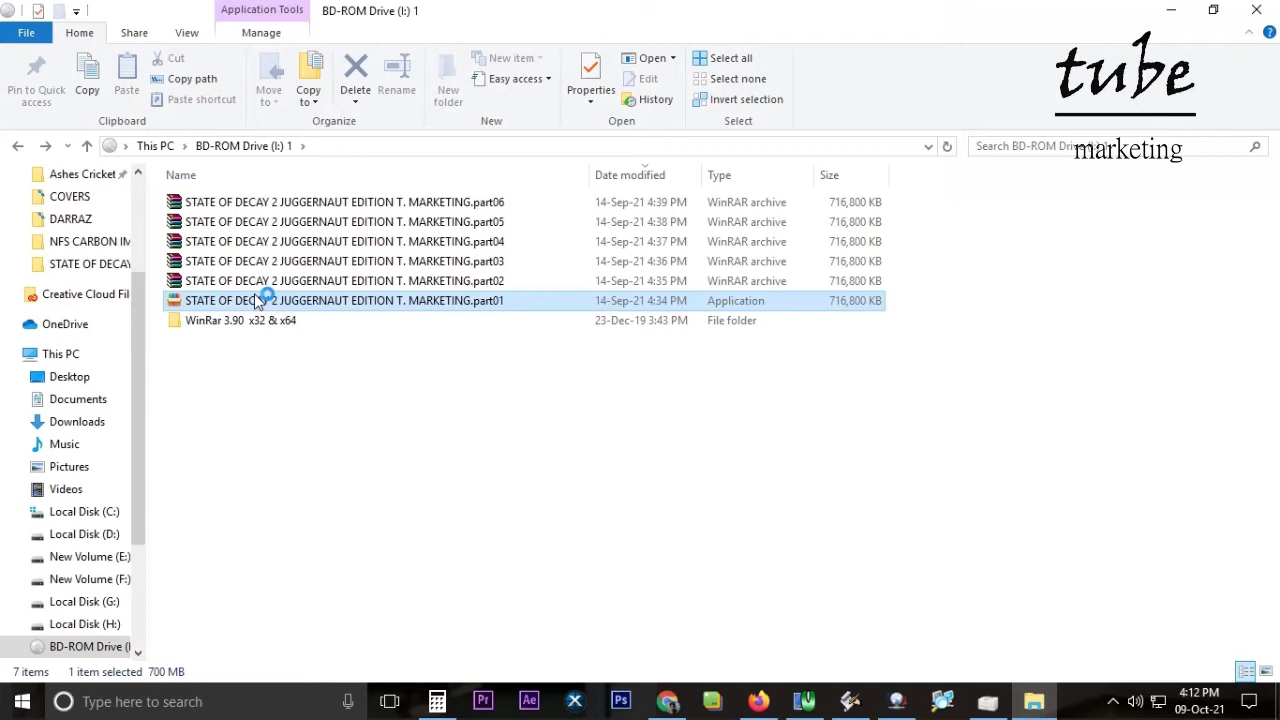 Application Tools
BD-ROM Drive (I:) 1
File
Home
Share
View
Manage
Pin to Quick access
Copy
Paste
Cut
Copy path
Paste shortcut
Clipboard
Move to
Copy to
Delete
Rename
Organize
New folder
New item
Easy access
New
Properties
Open
Edit
History
Open
Select all
Select none
Invert selection
Select
tube
marketing
This PC
BD-ROM Drive (I:) 1
Search BD-ROM Drive
Name
Date modified
Type
Size
STATE OF DECAY 2 JUGGERNAUT EDITION T. MARKETING.part06 14-Sep-21 4:39 PM WinRAR archive 716,800 KB
STATE OF DECAY 2 JUGGERNAUT EDITION T. MARKETING.part05 14-Sep-21 4:38 PM WinRAR archive 716,800 KB
STATE OF DECAY 2 JUGGERNAUT EDITION T. MARKETING.part04 14-Sep-21 4:37 PM WinRAR archive 716,800 KB
STATE OF DECAY 2 JUGGERNAUT EDITION T. MARKETING.part03 14-Sep-21 4:36 PM WinRAR archive 716,800 KB
STATE OF DECAY 2 JUGGERNAUT EDITION T. MARKETING.part02 14-Sep-21 4:35 PM WinRAR archive 716,800 KB
STATE OF DECAY 2 JUGGERNAUT EDITION T. MARKETING.part01 14-Sep-21 4:34 PM Application 716,800 KB
WinRar 3.90 x32 & x64 23-Dec-19 3:43 PM File folder
Ashes Cricket
COVERS
DARRAZ
NFS CARBON IM
STATE OF DECAY
Creative Cloud Fil
OneDrive
This PC
Desktop
Documents
Downloads
Music
Pictures
Videos
Local Disk (C:)
Local Disk (D:)
New Volume (E:)
New Volume (F:)
Local Disk (G:)
Local Disk (H:)
BD-ROM Drive (
7 items
1 item selected 700 MB
Type here to search
Pr
Ae
Ps
4:12 PM
09-Oct-21